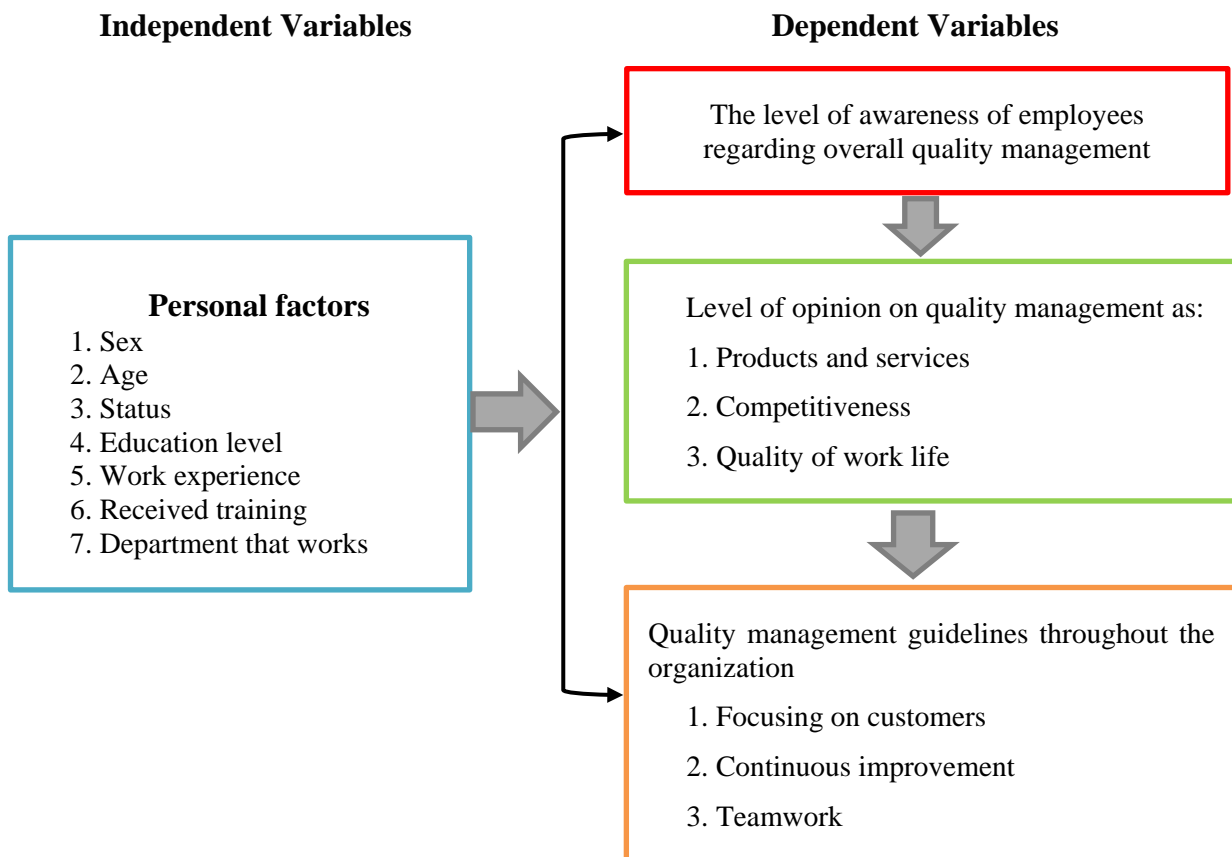 Independent Variables
Dependent Variables
Personal factors
1. Sex
2. Age
3. Status
4. Education level
5. Work experience
6. Received training
7. Department that works
The level of awareness of employees
regarding overall quality management
Level of opinion on quality management as:
1. Products and services
2. Competitiveness
3. Quality of work life
Quality management guidelines throughout the
organization
1. Focusing on customers
2. Continuous improvement
3. Teamwork